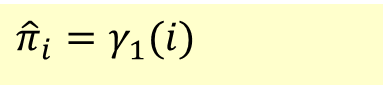 π̂ᵢ = γ₁(i)